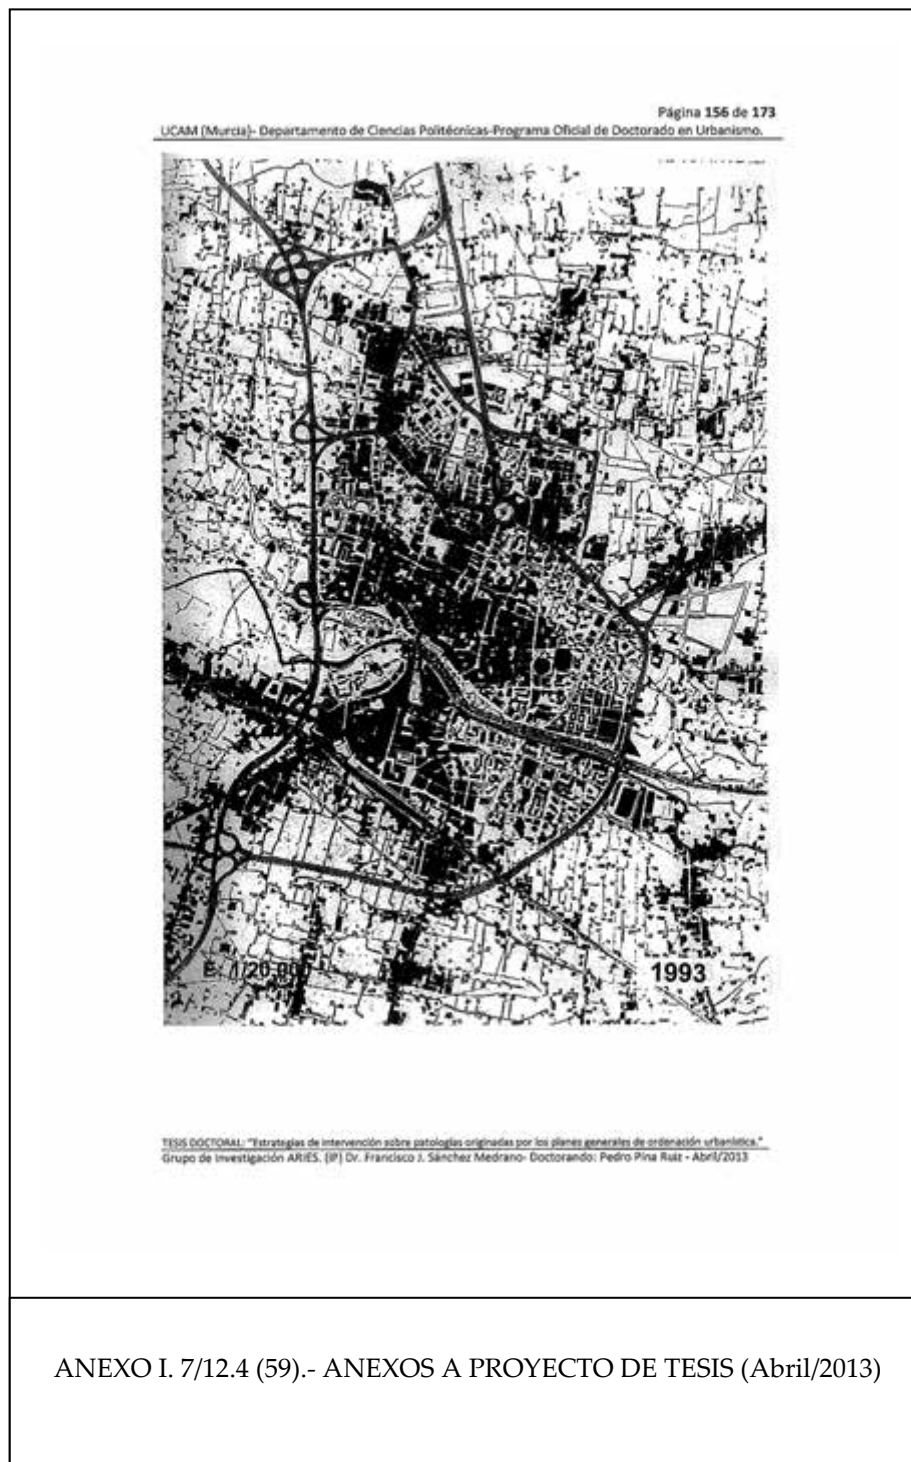 Página 156 de 173
UCAM (Murcia)- Departamento de Ciencias Politécnicas-Programa Oficial de Doctorado en Urbanismo.
E: 1/20.000
1993
TESIS DOCTORAL: "Estrategias de intervención sobre patologías originadas por los planes generales de ordenación urbanística."
Grupo de Investigación ARIES. (IP) Dr. Francisco J. Sánchez Medrano- Doctorando: Pedro Pina Ruiz - Abril/2013
ANEXO I. 7/12.4 (59).- ANEXOS A PROYECTO DE TESIS (Abril/2013)